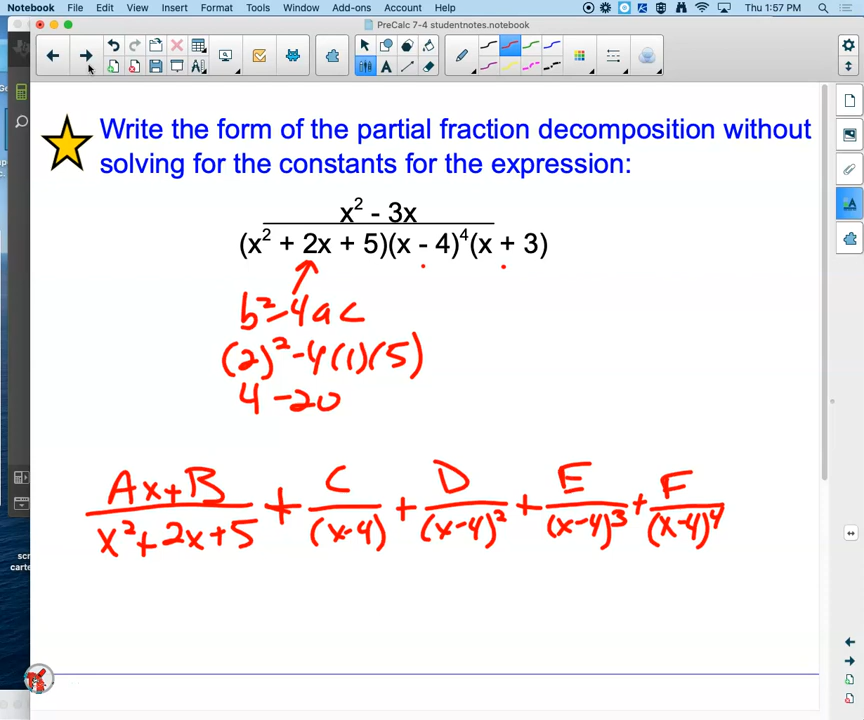 Notebook File Edit View Insert Format Tools Window Add-ons Account Help Thu 1:57 PM
PreCalc 7-4 studentnotes.notebook
Write the form of the partial fraction decomposition without
solving for the constants for the expression:
x² - 3x
(x² + 2x + 5)(x - 4)⁴(x + 3)
b²-4ac
(2)²-4(1)(5)
4-20
Ax+B + C + D + E + F
x²+2x+5 (x-4) (x-4)² (x-4)³ (x-4)⁴